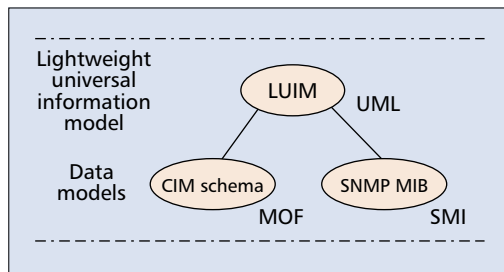 Lightweight
universal
information
model
LUIM
UML
Data
models
CIM schema
SNMP MIB
MOF
SMI